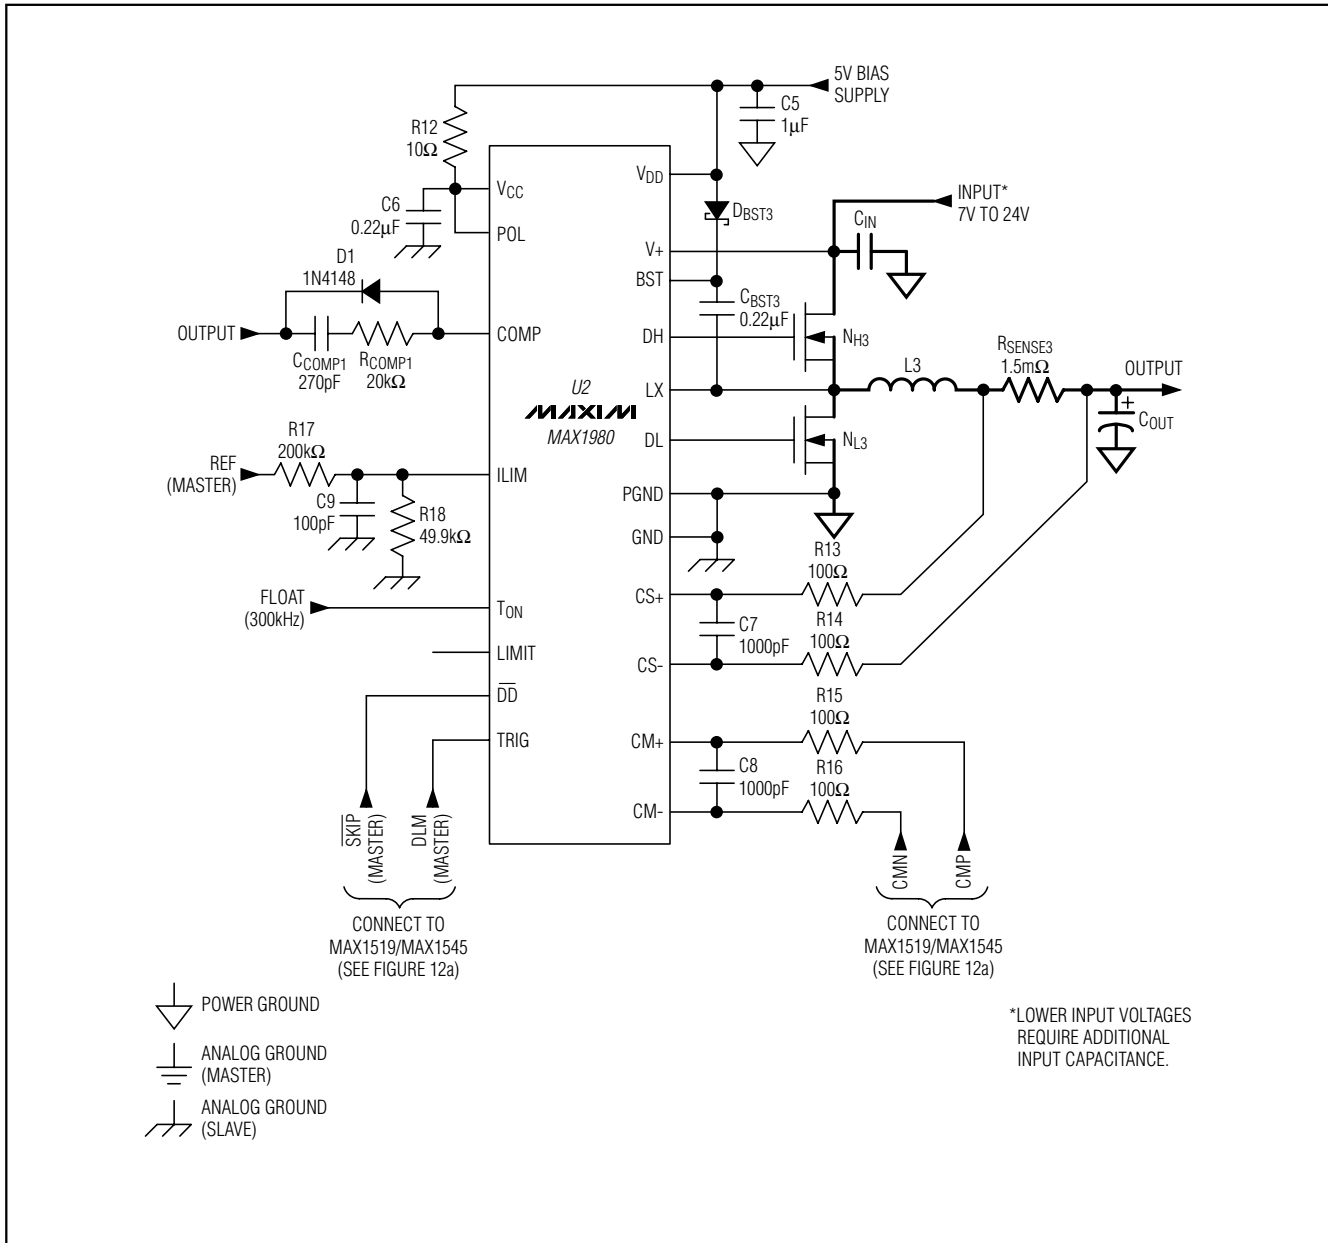 5V BIAS
SUPPLY
C5
1µF
R12
10Ω
VDD
VCC
INPUT*
7V TO 24V
C6
0.22µF
DBST3
CIN
POL
V+
D1
1N4148
BST
CBST3
0.22µF
OUTPUT
COMP
DH
NH3
CCOMP1
270pF
RCOMP1
20kΩ
RSENSE3
1.5mΩ
L3
OUTPUT
U2
MAXIM
MAX1980
LX
+
COUT
R17
200kΩ
DL
NL3
REF
(MASTER)
ILIM
C9
100pF
R18
49.9kΩ
PGND
GND
R13
100Ω
FLOAT
(300kHz)
TON
CS+
C7
1000pF
R14
100Ω
LIMIT
CS-
DD
R15
100Ω
TRIG
CM+
C8
1000pF
R16
100Ω
CM-
SKIP
(MASTER)
DLM
(MASTER)
CMN
CMP
CONNECT TO
MAX1519/MAX1545
(SEE FIGURE 12a)
CONNECT TO
MAX1519/MAX1545
(SEE FIGURE 12a)
POWER GROUND
ANALOG GROUND
(MASTER)
ANALOG GROUND
(SLAVE)
*LOWER INPUT VOLTAGES
REQUIRE ADDITIONAL
INPUT CAPACITANCE.